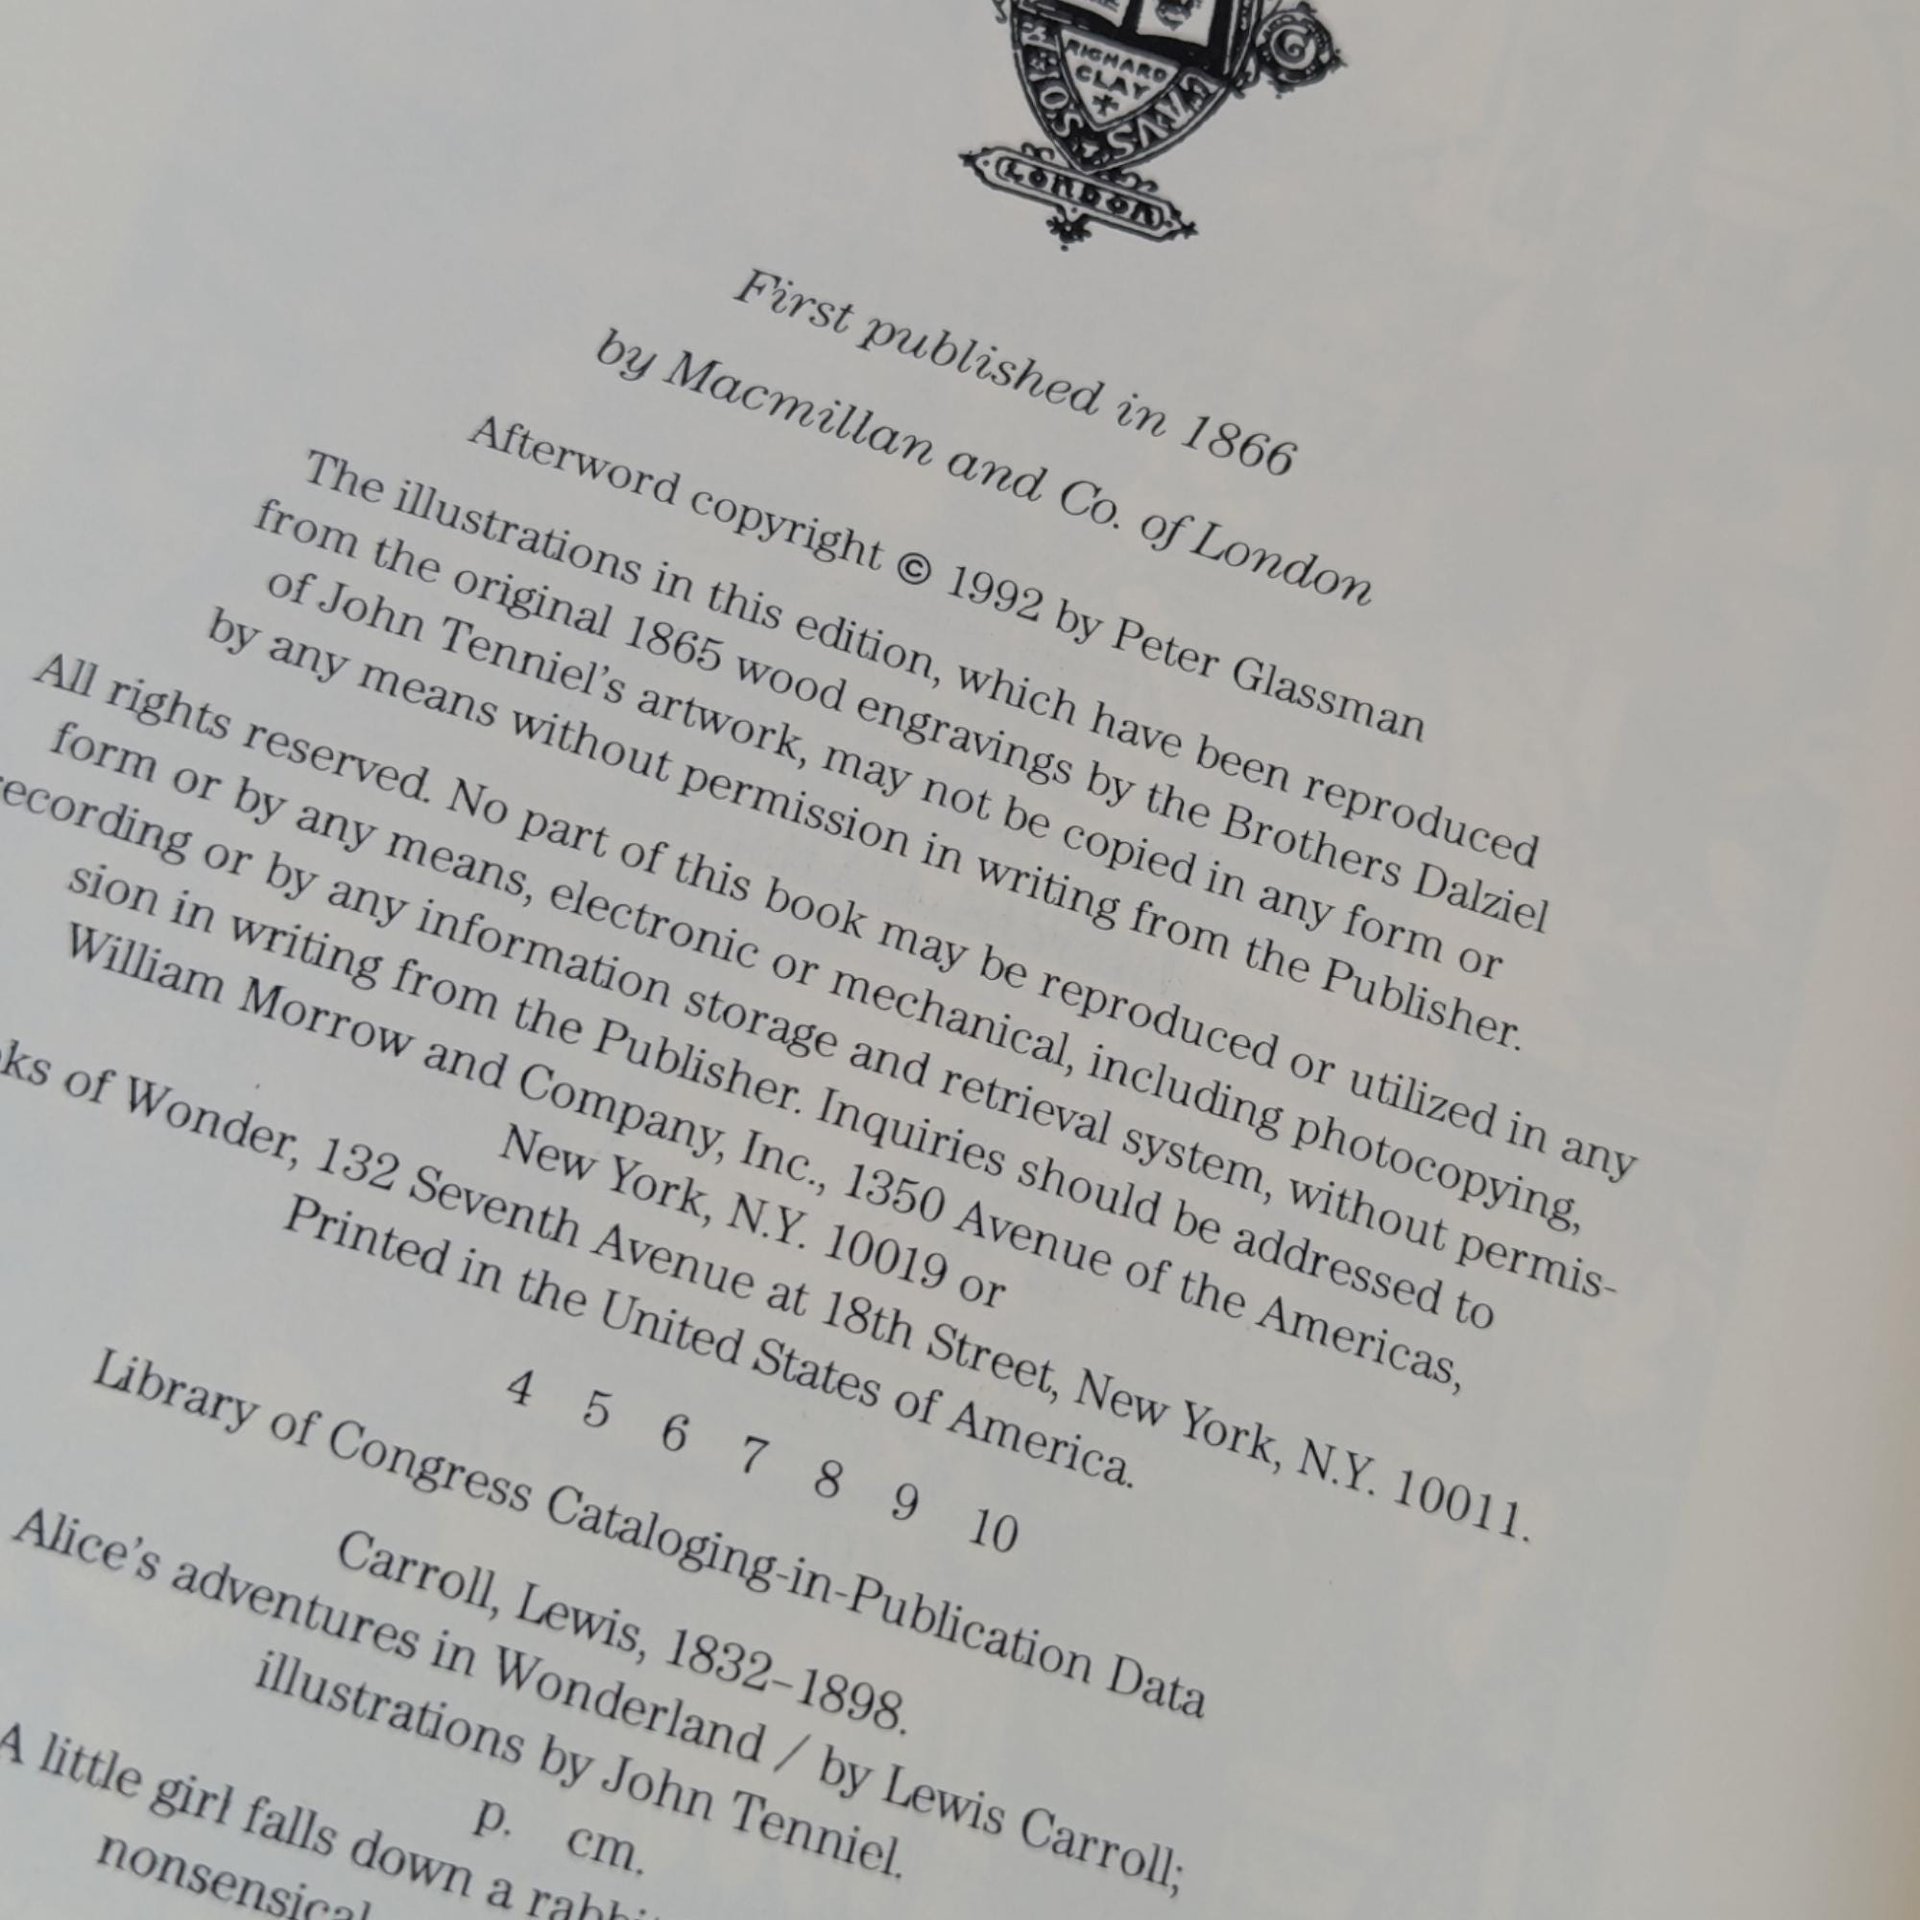 RICHARD
CLAY
LONDON
First published in 1866
by Macmillan and Co. of London
Afterword copyright © 1992 by Peter Glassman
The illustrations in this edition, which have been reproduced
from the original 1865 wood engravings by the Brothers Dalziel
of John Tenniel's artwork, may not be copied in any form or
by any means without permission in writing from the Publisher.
All rights reserved. No part of this book may be reproduced or utilized in any
form or by any means, electronic or mechanical, including photocopying,
ecording or by any information storage and retrieval system, without permis-
sion in writing from the Publisher. Inquiries should be addressed to
William Morrow and Company, Inc., 1350 Avenue of the Americas,
New York, N.Y. 10019 or
ks of Wonder, 132 Seventh Avenue at 18th Street, New York, N.Y. 10011.
Printed in the United States of America.
4 5 6 7 8 9 10
Library of Congress Cataloging-in-Publication Data
Carroll, Lewis, 1832–1898.
Alice's adventures in Wonderland / by Lewis Carroll;
illustrations by John Tenniel.
p. cm.
A little girl falls down a rabbi
nonsensical